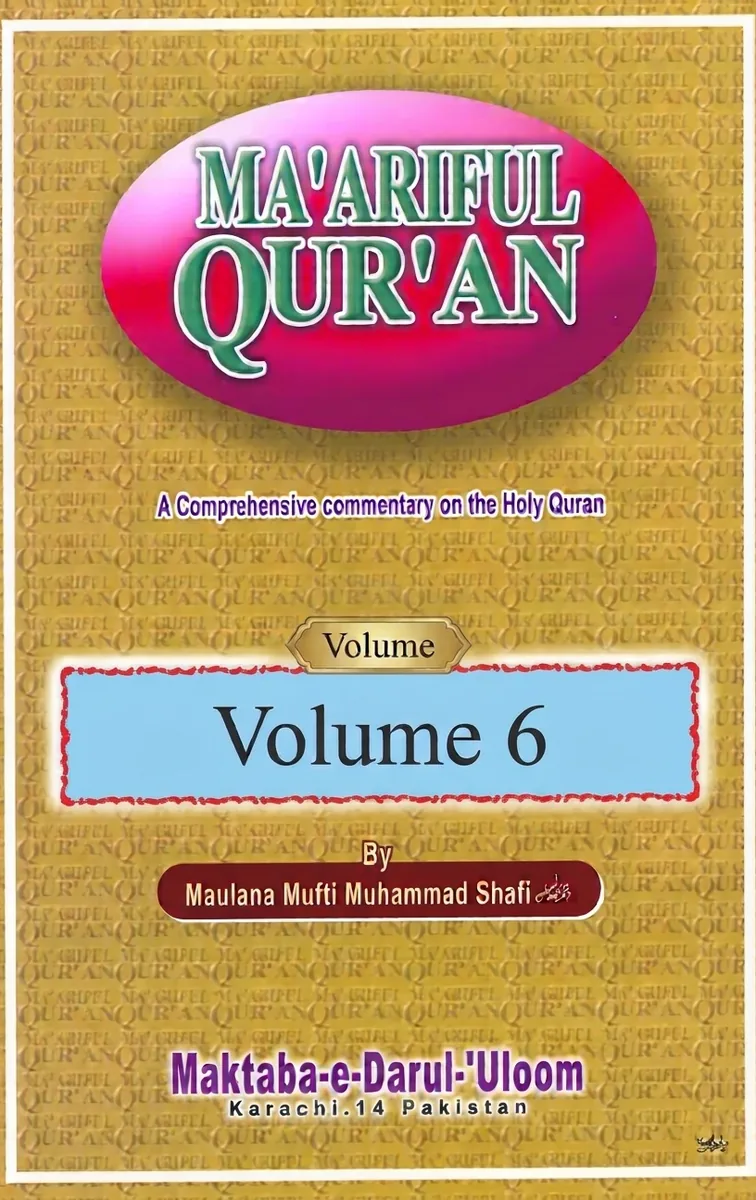 MA'ARIFUL
QUR'AN
A Comprehensive commentary on the Holy Quran
Volume
Volume 6
By
Maulana Mufti Muhammad Shafi
Maktaba-e-Darul-'Uloom
Karachi.14 Pakistan